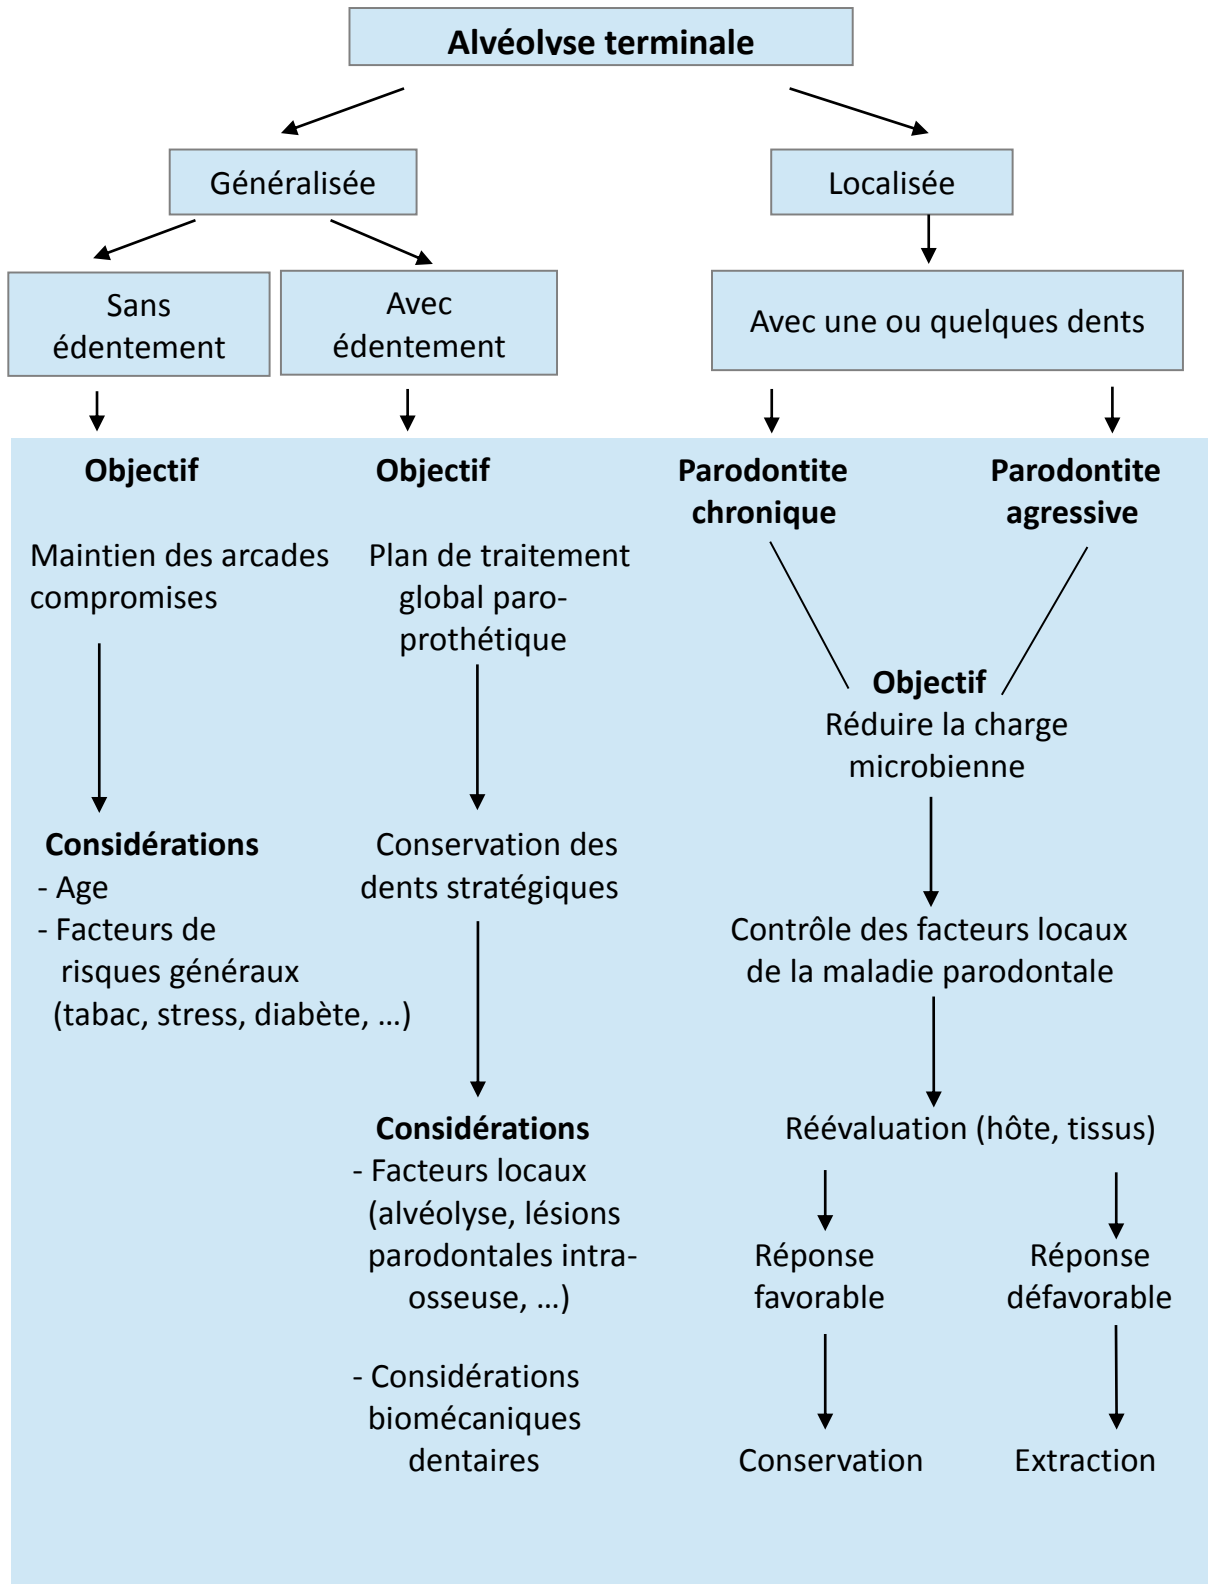 Alvéolvse terminale
Généralisée
Localisée
Sans
édentement
Avec
édentement
Avec une ou quelques dents
Objectif
Maintien des arcades
compromises
Considérations
- Age
- Facteurs de
risques généraux
(tabac, stress, diabète, ...)
Objectif
Plan de traitement
global paro-
prothétique
Conservation des
dents stratégiques
Considérations
- Facteurs locaux
(alvéolyse, lésions
parodontales intra-
osseuse, ...)
- Considérations
biomécaniques
dentaires
Parodontite
chronique
Parodontite
agressive
Objectif
Réduire la charge
microbienne
Contrôle des facteurs locaux
de la maladie parodontale
Réévaluation (hôte, tissus)
Réponse
favorable
Conservation
Réponse
défavorable
Extraction